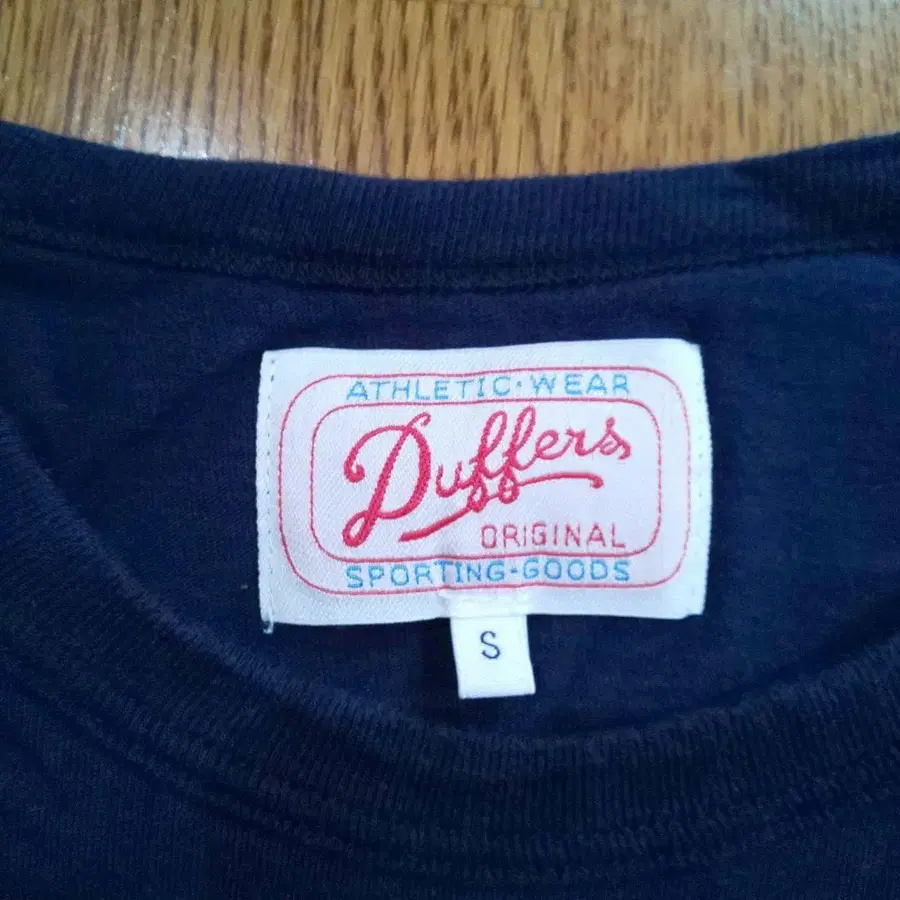 ATHLETIC·WEAR
Duffers
ORIGINAL
SPORTING-GOODS
S